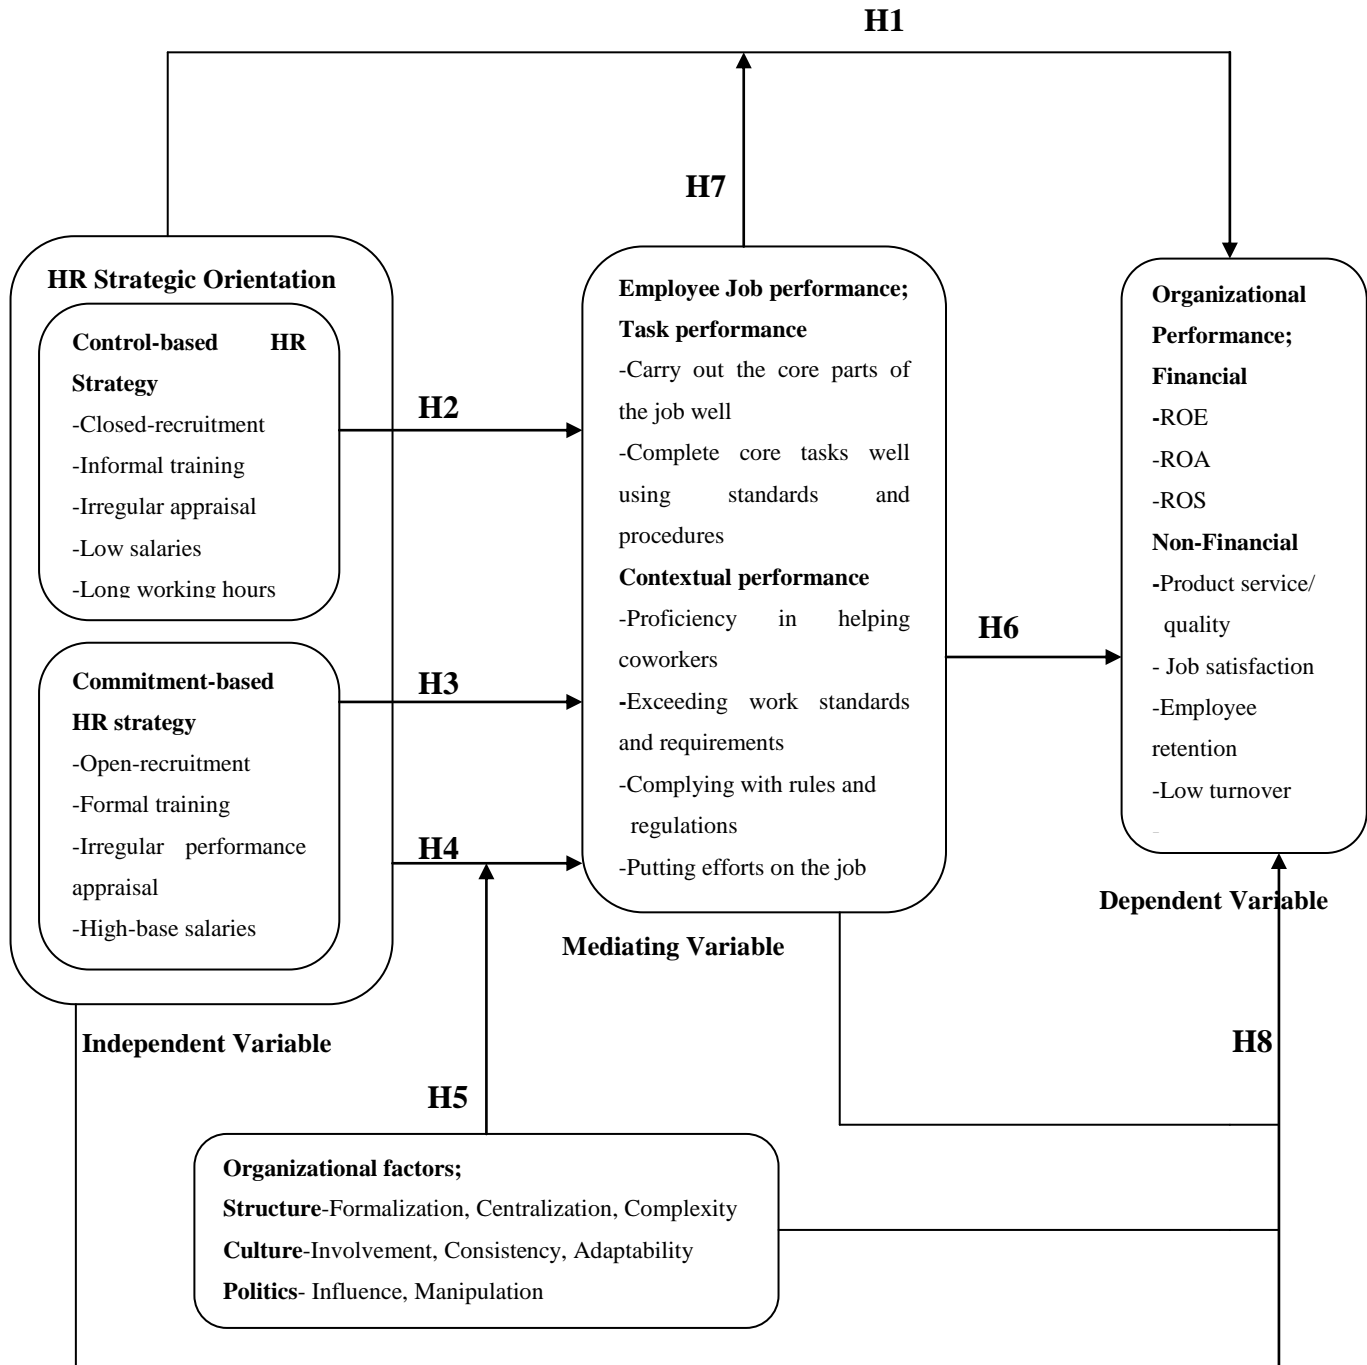 H1
H7
HR Strategic Orientation
Control-based HR
Strategy
-Closed-recruitment
-Informal training
-Irregular appraisal
-Low salaries
-Long working hours
Commitment-based
HR strategy
-Open-recruitment
-Formal training
-Irregular performance
appraisal
-High-base salaries
Independent Variable
H2
H3
H4
H5
Employee Job performance;
Task performance
-Carry out the core parts of
the job well
-Complete core tasks well
using standards and
procedures
Contextual performance
-Proficiency in helping
coworkers
-Exceeding work standards
and requirements
-Complying with rules and
regulations
-Putting efforts on the job
Mediating Variable
H6
Organizational
Performance;
Financial
-ROE
-ROA
-ROS
Non-Financial
-Product service/
quality
- Job satisfaction
-Employee
retention
-Low turnover
-
Dependent Variable
H8
Organizational factors;
Structure-Formalization, Centralization, Complexity
Culture-Involvement, Consistency, Adaptability
Politics- Influence, Manipulation